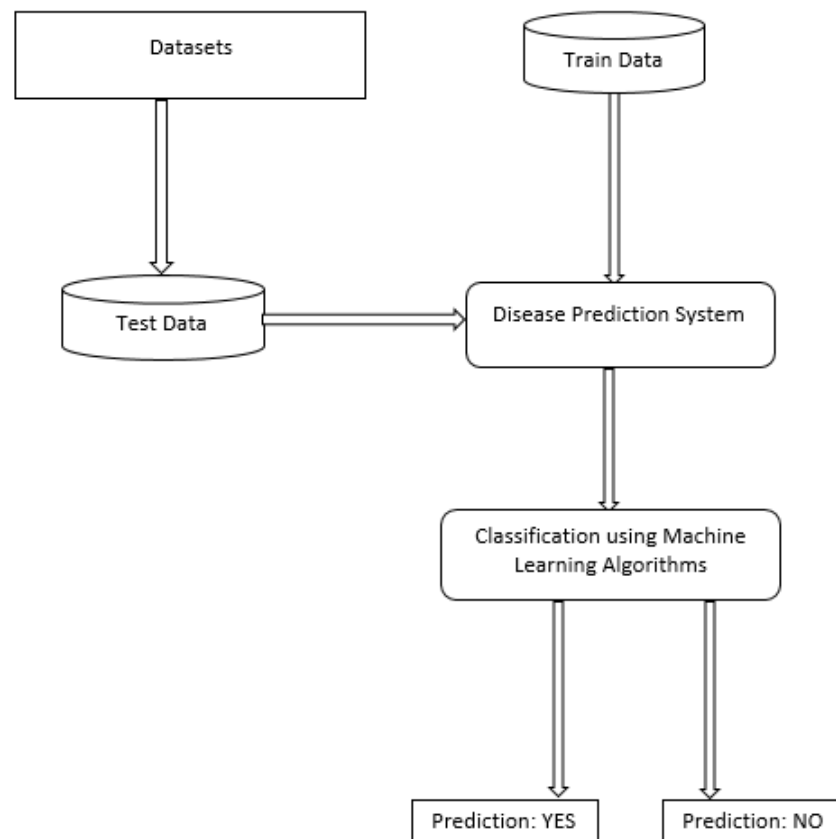 Datasets
Train Data
Test Data
Disease Prediction System
Classification using Machine
Learning Algorithms
Prediction: YES
Prediction: NO